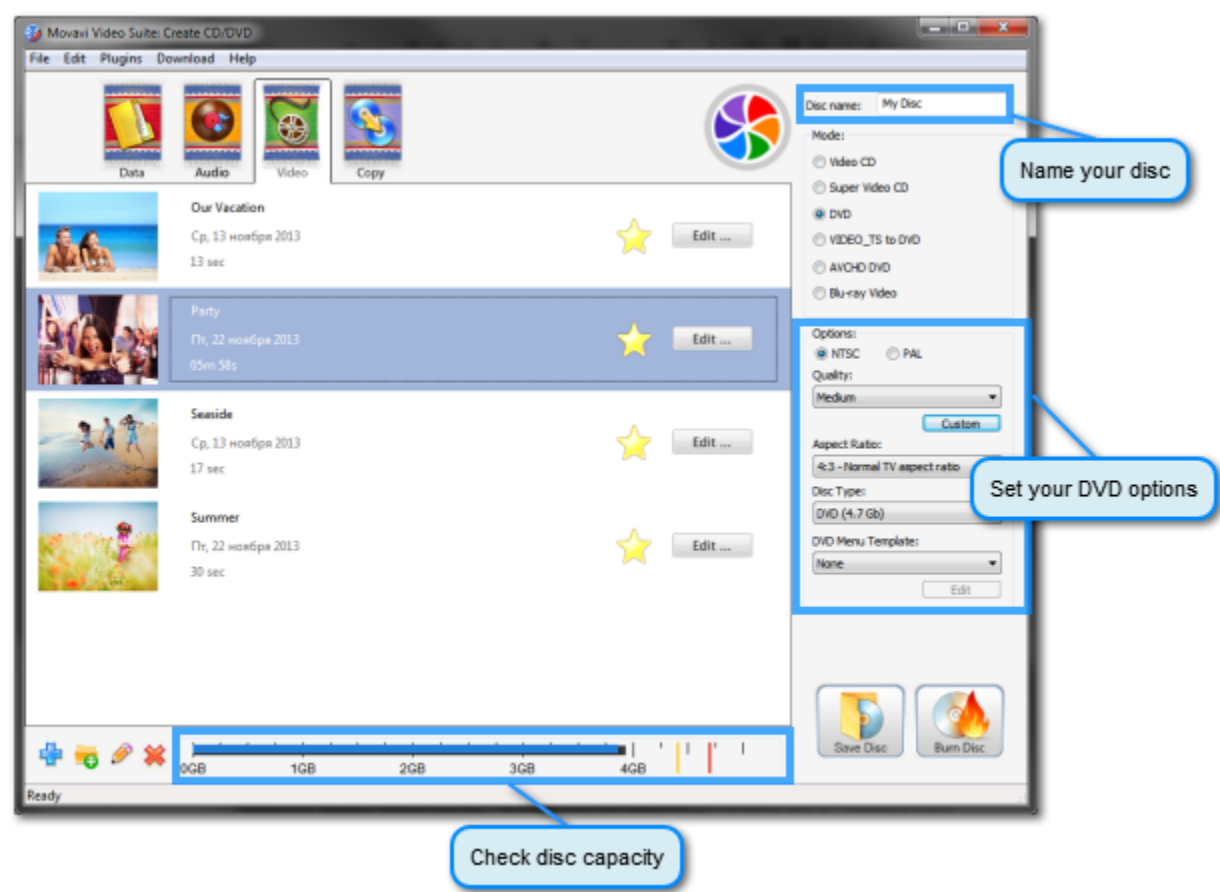 Movavi Video Suite: Create CD/DVD
File Edit Plugins Download Help
Data Audio Video Copy
Disc name: My Disc
Name your disc
Mode:
Video CD
Super Video CD
DVD
VIDEO_TS to DVD
AVCHD DVD
Blu-ray Video
Our Vacation
Ср, 13 ноября 2013
13 sec
Edit ...
Party
Пт, 22 ноября 2013
05m 58s
Edit ...
Seaside
Ср, 13 ноября 2013
17 sec
Edit ...
Summer
Пт, 22 ноября 2013
30 sec
Edit ...
Options:
NTSC PAL
Quality:
Medium
Custom
Aspect Ratio:
4:3 - Normal TV aspect ratio
Disc Type:
DVD (4.7 Gb)
DVD Menu Template:
None
Edit
Set your DVD options
Save Disc Burn Disc
0GB 1GB 2GB 3GB 4GB
Ready
Check disc capacity